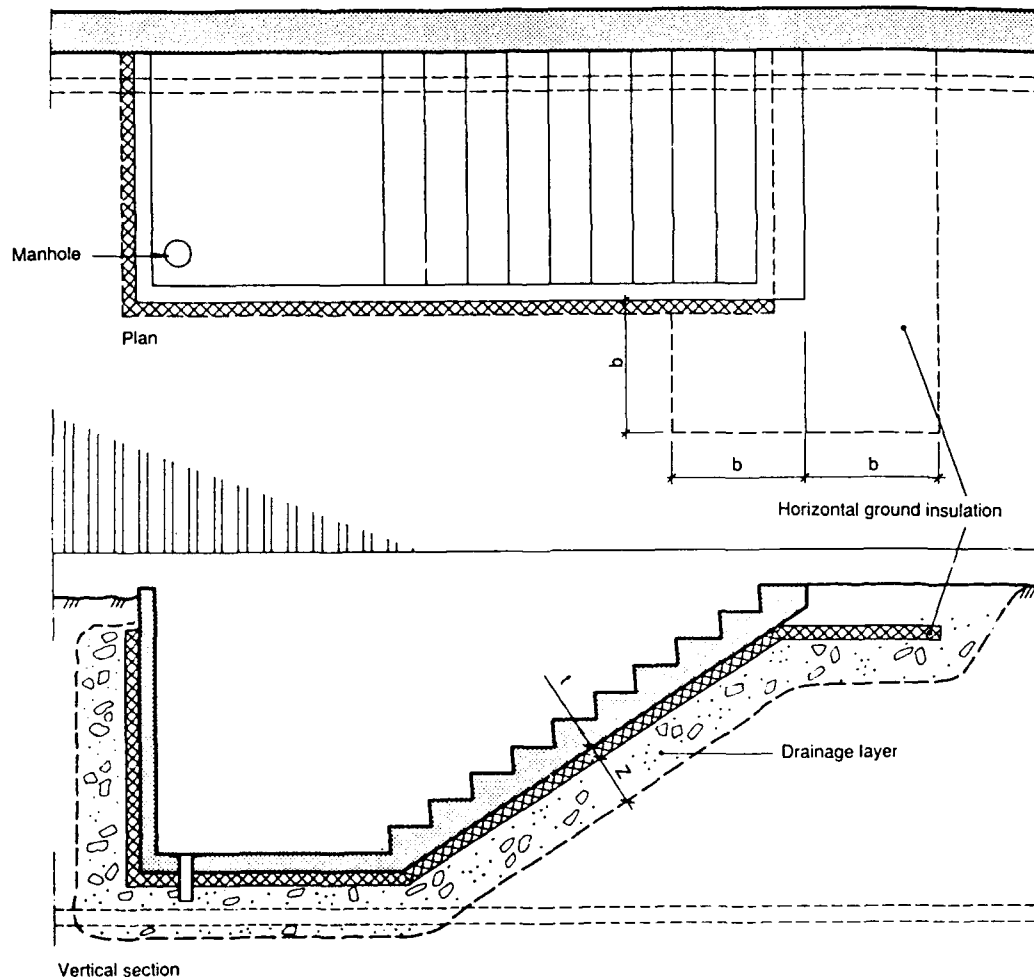 Manhole
Plan
b
b
b
Horizontal ground insulation
t
z
Drainage layer
Vertical section